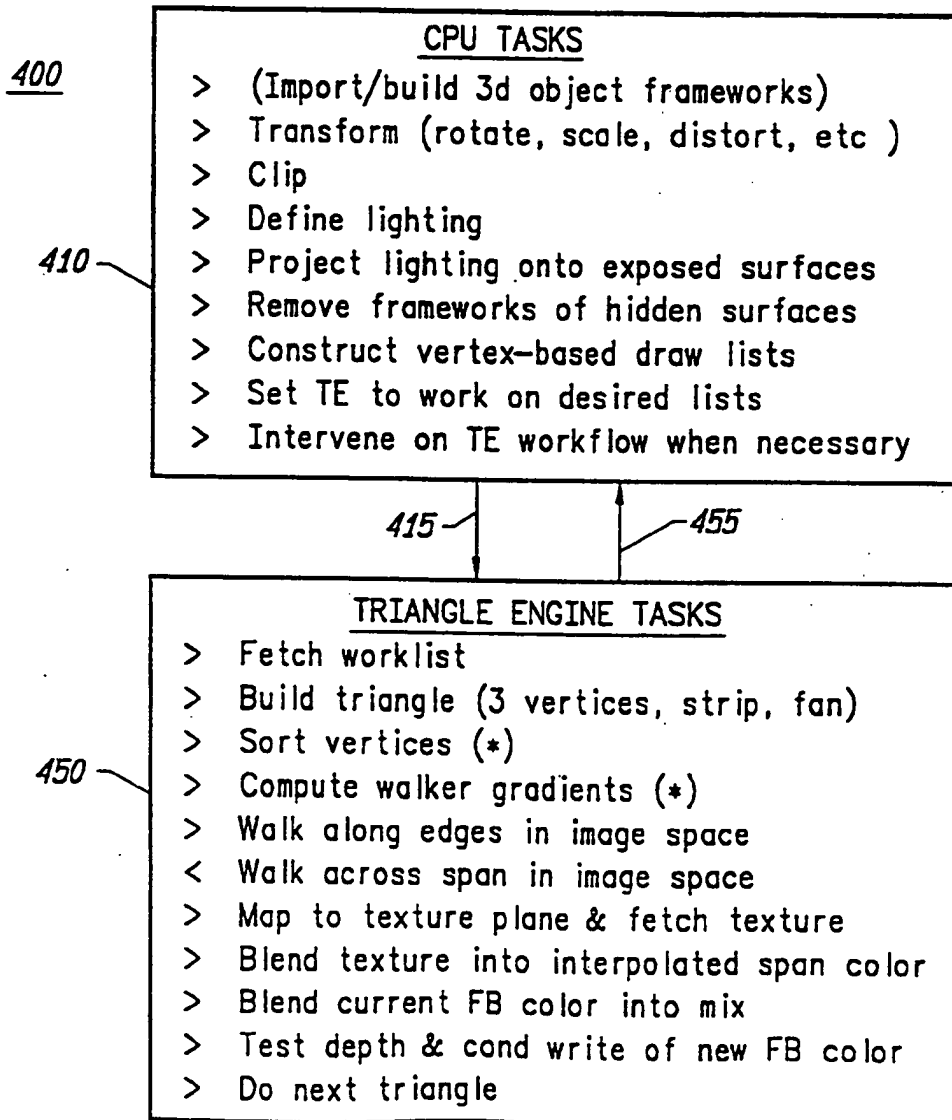 400
CPU TASKS
> (Import/build 3d object frameworks)
> Transform (rotate, scale, distort, etc )
> Clip
> Define lighting
410
> Project lighting onto exposed surfaces
> Remove frameworks of hidden surfaces
> Construct vertex-based draw lists
> Set TE to work on desired lists
> Intervene on TE workflow when necessary
415
455
TRIANGLE ENGINE TASKS
> Fetch worklist
> Build triangle (3 vertices, strip, fan)
> Sort vertices (*)
450
> Compute walker gradients (*)
> Walk along edges in image space
< Walk across span in image space
> Map to texture plane & fetch texture
> Blend texture into interpolated span color
> Blend current FB color into mix
> Test depth & cond write of new FB color
> Do next triangle